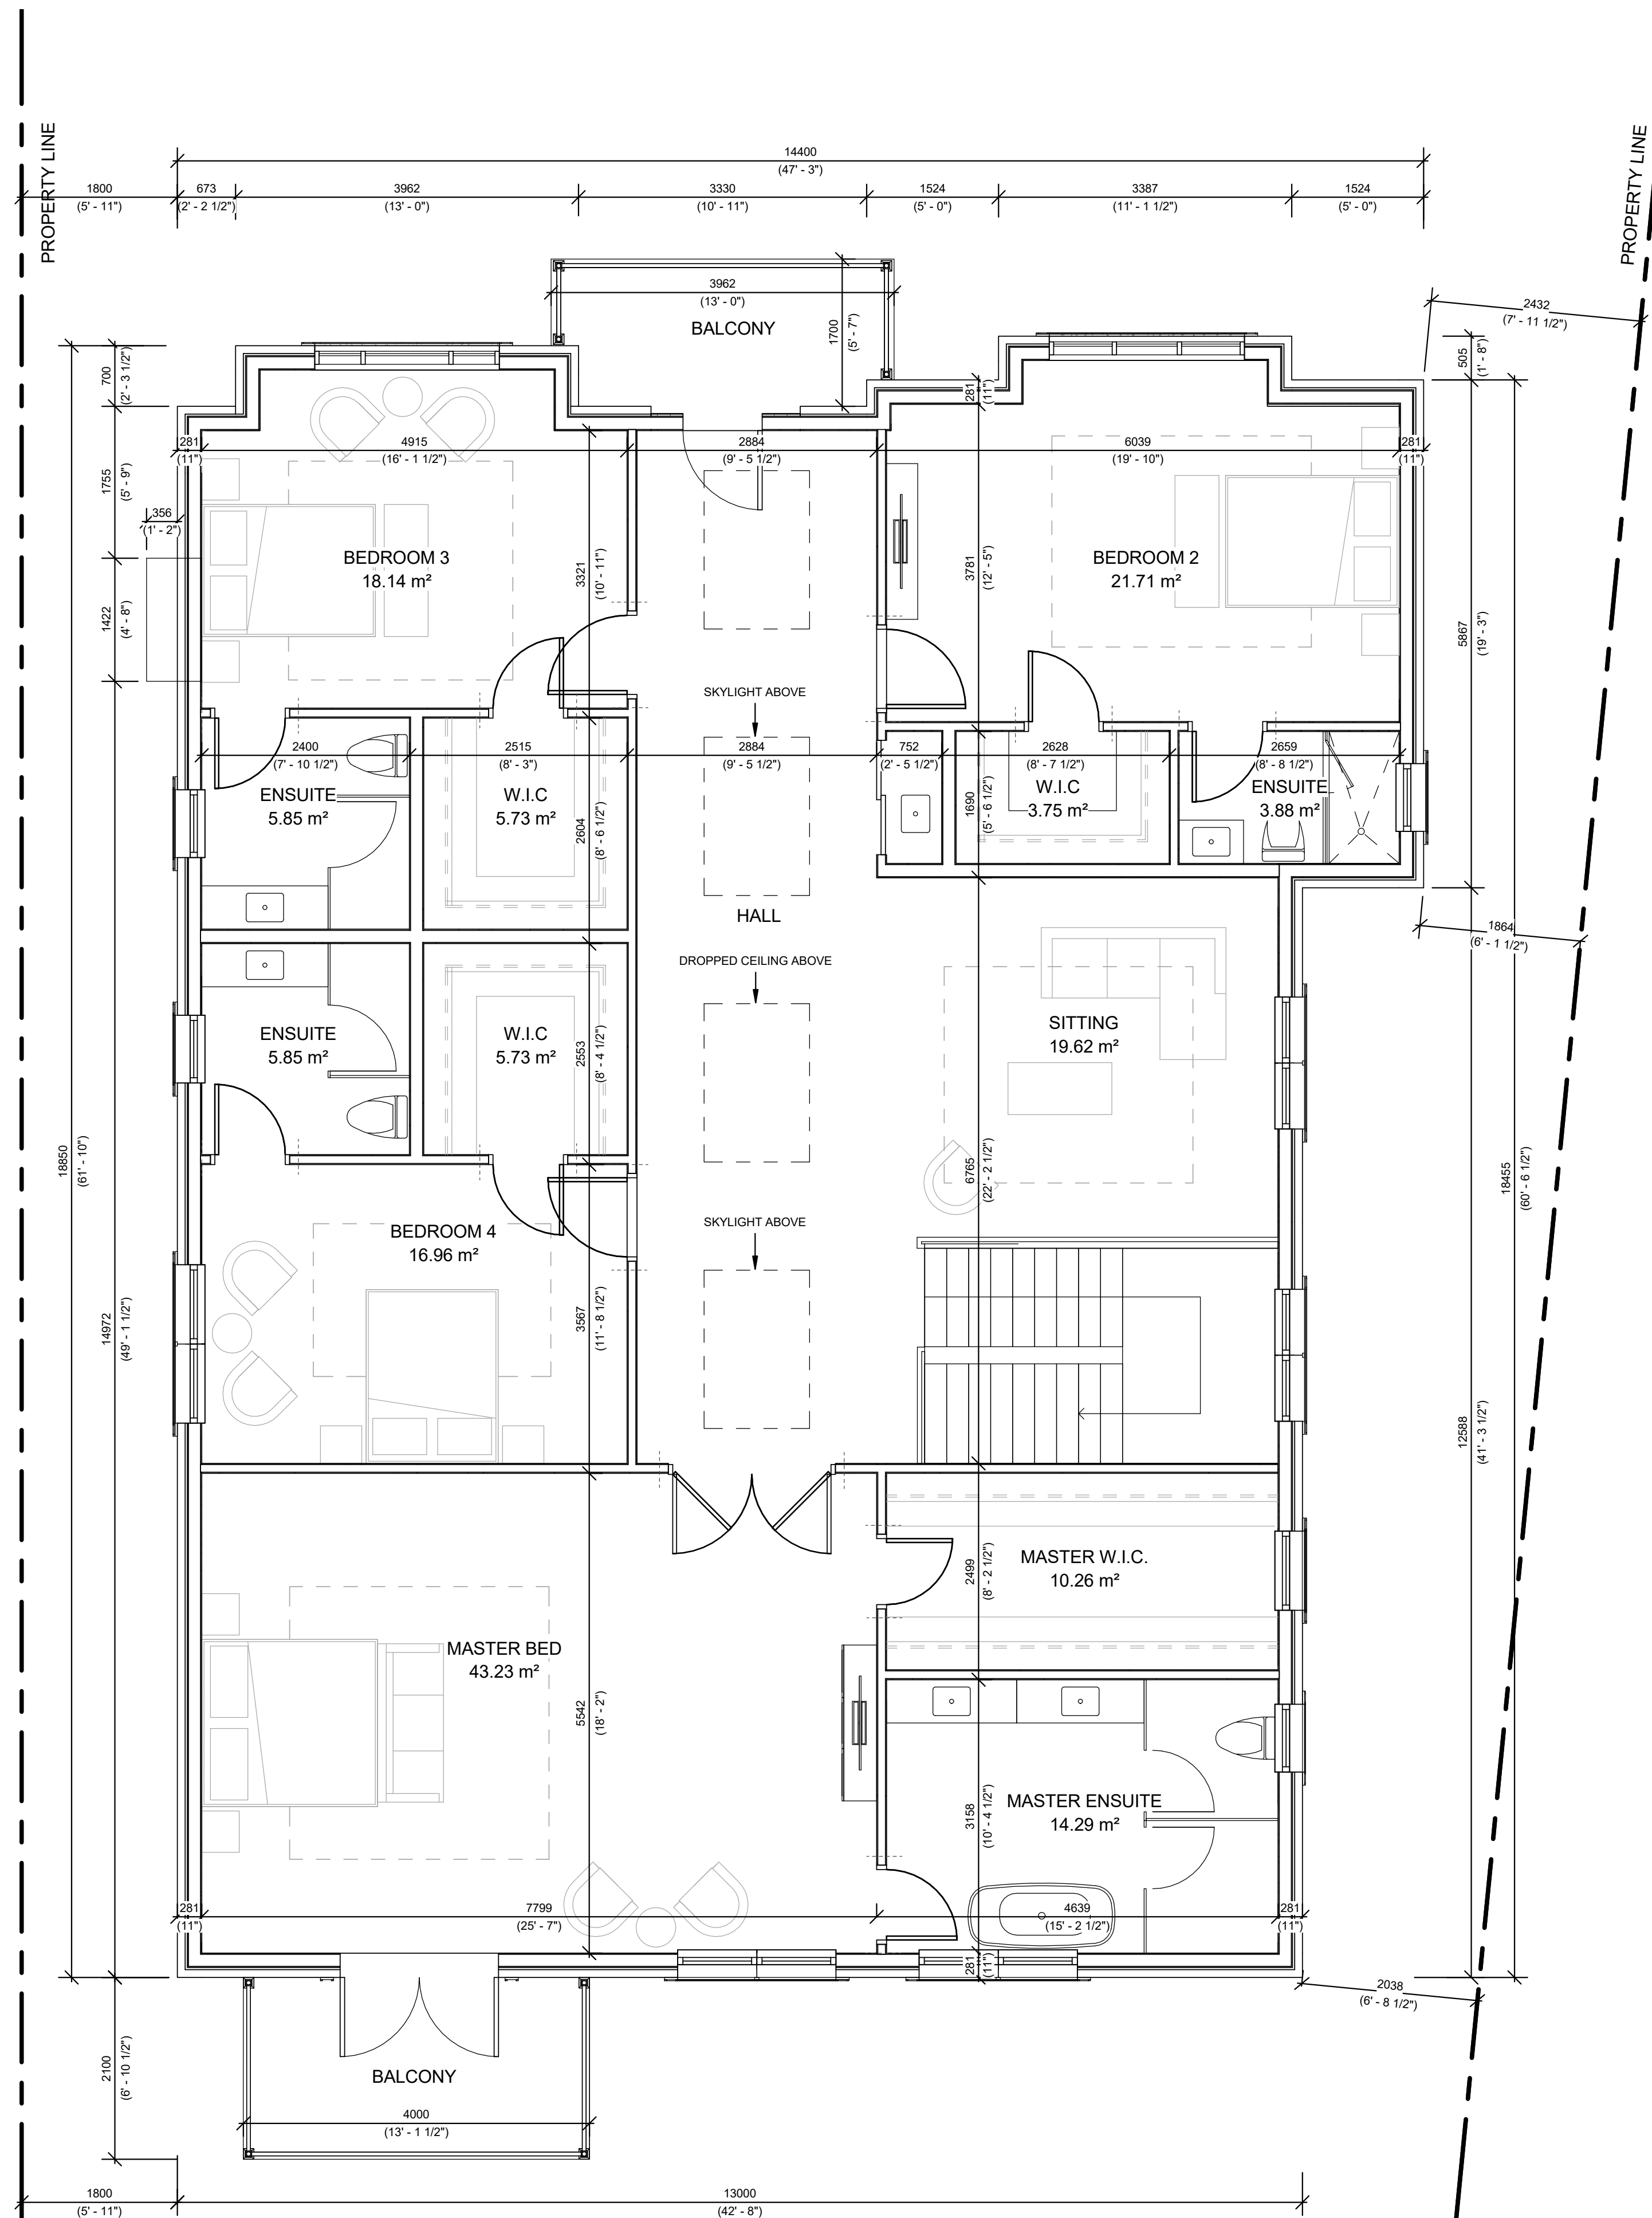 PROPERTY LINE
PROPERTY LINE
14400
(47' - 3")
1800
(5' - 11")
673
(2' - 2 1/2")
3962
(13' - 0")
3330
(10' - 11")
1524
(5' - 0")
3387
(11' - 1 1/2")
1524
(5' - 0")
3962
(13' - 0")
BALCONY
1700
(5' - 7")
2432
(7' - 11 1/2")
505
(1' - 8")
700
(2' - 3 1/2")
281
(11")
281
(11")
4915
(16' - 1 1/2")
2884
(9' - 5 1/2")
6039
(19' - 10")
281
(11")
1755
(5' - 9")
356
(1' - 2")
1422
(4' - 8")
BEDROOM 3
18.14 m²
3321
(10' - 11")
3781
(12' - 5")
BEDROOM 2
21.71 m²
5867
(19' - 3")
SKYLIGHT ABOVE
2400
(7' - 10 1/2")
2515
(8' - 3")
2884
(9' - 5 1/2")
752
(2' - 5 1/2")
2628
(8' - 7 1/2")
2659
(8' - 8 1/2")
ENSUITE
5.85 m²
W.I.C
5.73 m²
2604
(8' - 6 1/2")
1690
(5' - 6 1/2")
W.I.C
3.75 m²
ENSUITE
3.88 m²
HALL
1864
(6' - 1 1/2")
DROPPED CEILING ABOVE
ENSUITE
5.85 m²
W.I.C
5.73 m²
2553
(8' - 4 1/2")
SITTING
19.62 m²
18850
(61' - 10")
6765
(22' - 2 1/2")
18455
(60' - 6 1/2")
BEDROOM 4
16.96 m²
SKYLIGHT ABOVE
14972
(49' - 1 1/2")
3567
(11' - 8 1/2")
12588
(41' - 3 1/2")
2499
(8' - 2 1/2")
MASTER W.I.C.
10.26 m²
MASTER BED
43.23 m²
5542
(18' - 2")
3158
(10' - 4 1/2")
MASTER ENSUITE
14.29 m²
281
(11")
7799
(25' - 7")
4639
(15' - 2 1/2")
281
(11")
281
(11")
2038
(6' - 8 1/2")
2100
(6' - 10 1/2")
BALCONY
4000
(13' - 1 1/2")
1800
(5' - 11")
13000
(42' - 8")